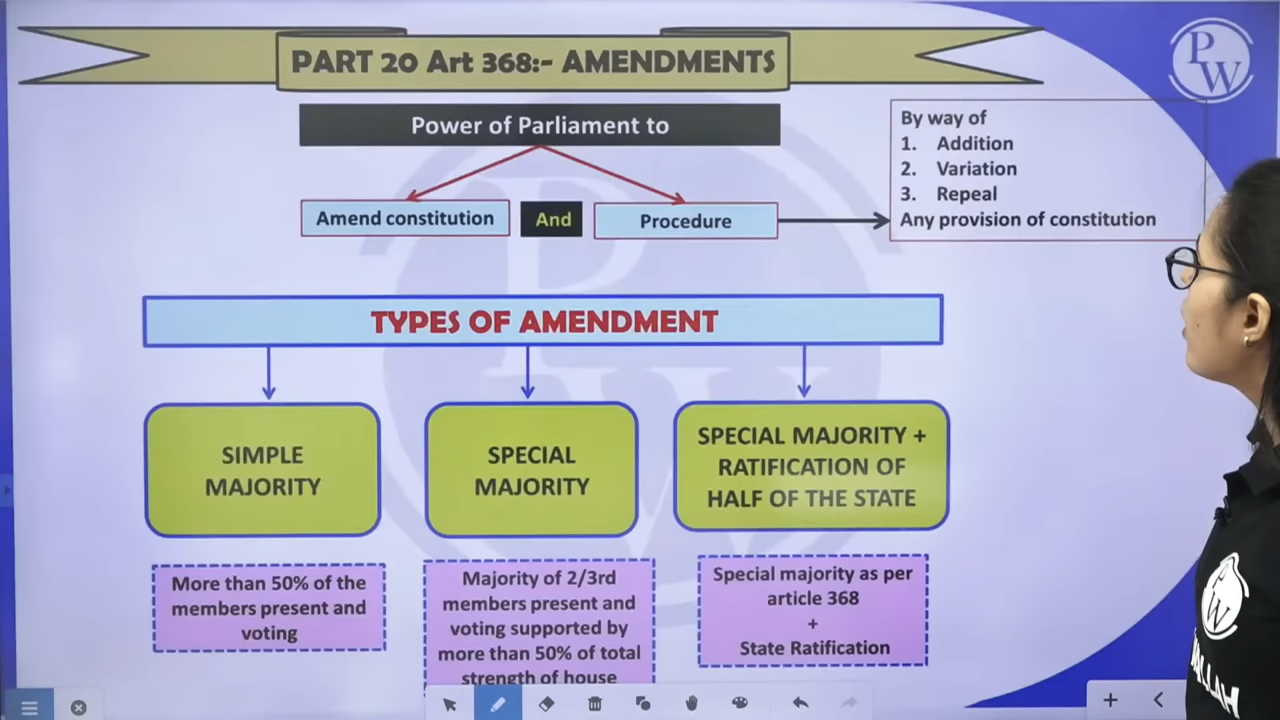 PART 20 Art 368:- AMENDMENTS
PW
Power of Parliament to
By way of
1. Addition
2. Variation
3. Repeal
Any provision of constitution
Amend constitution
And
Procedure
TYPES OF AMENDMENT
SIMPLE
MAJORITY
SPECIAL
MAJORITY
SPECIAL MAJORITY +
RATIFICATION OF
HALF OF THE STATE
More than 50% of the
members present and
voting
Majority of 2/3rd
members present and
voting supported by
more than 50% of total
strength of house
Special majority as per
article 368
+
State Ratification